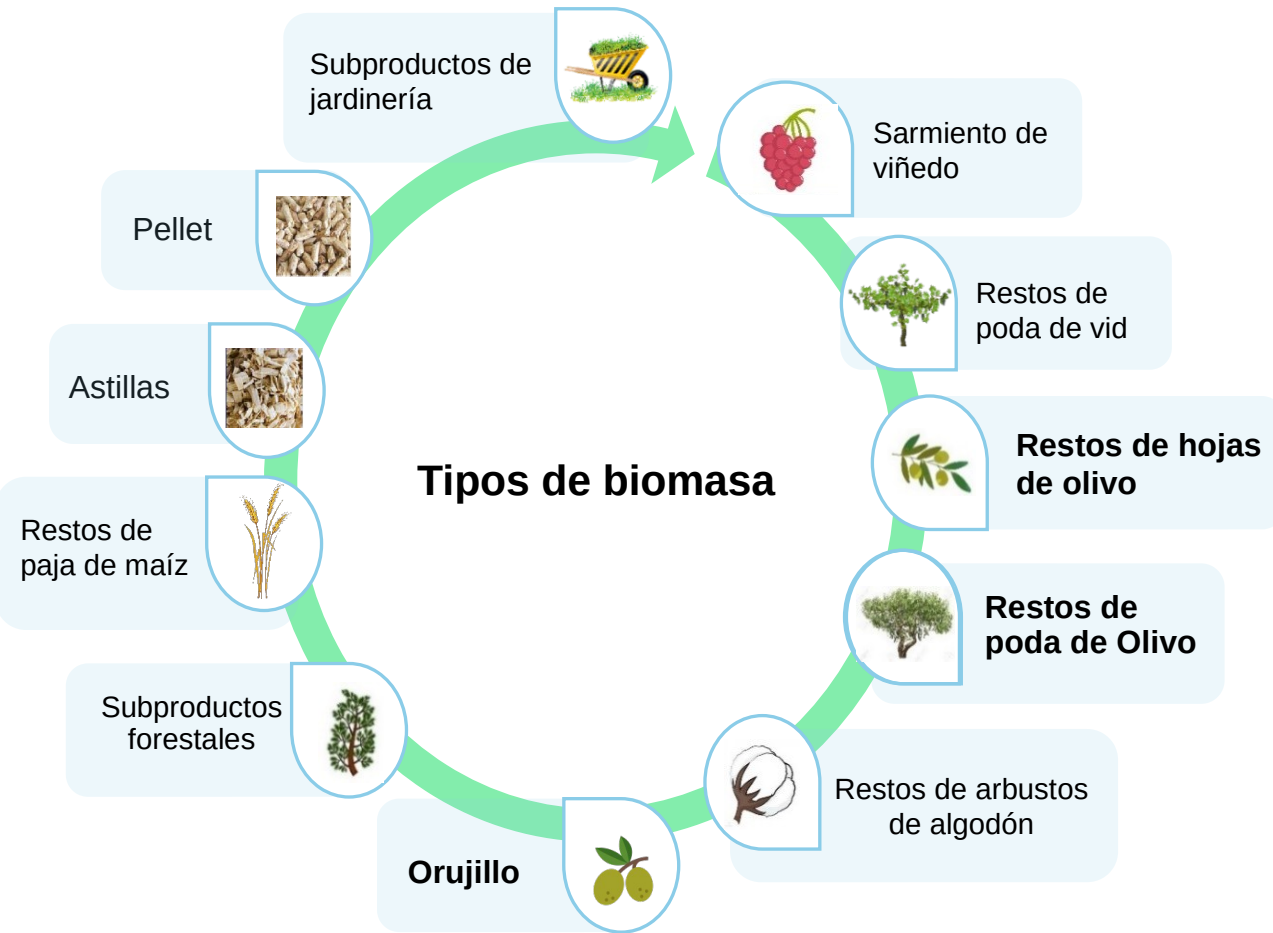 Subproductos de
jardinería
Sarmiento de
viñedo
Restos de
poda de vid
Restos de hojas
de olivo
Restos de
poda de Olivo
Restos de arbustos
de algodón
Orujillo
Subproductos
forestales
Restos de
paja de maíz
Astillas
Pellet
Tipos de biomasa